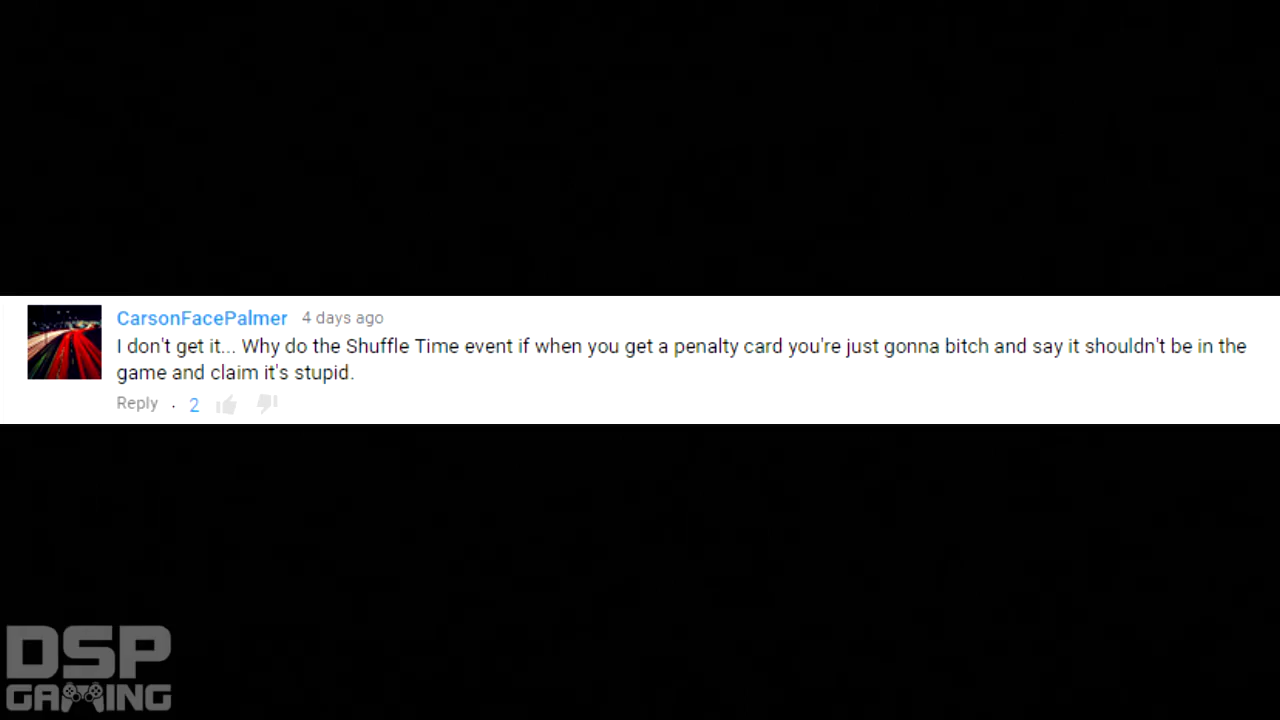 CarsonFacePalmer 4 days ago
I don't get it... Why do the Shuffle Time event if when you get a penalty card you're just gonna bitch and say it shouldn't be in the
game and claim it's stupid.
Reply . 2
DSP
GAMING